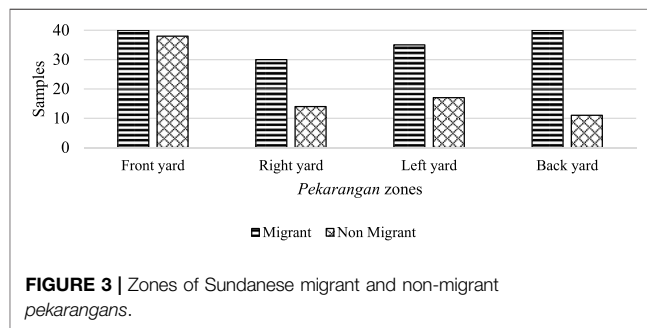 40
30
20
10
0
Samples
Front yard Right yard Left yard Back yard
Pekarangan zones
Migrant Non Migrant
FIGURE 3 | Zones of Sundanese migrant and non-migrant
pekarangans.